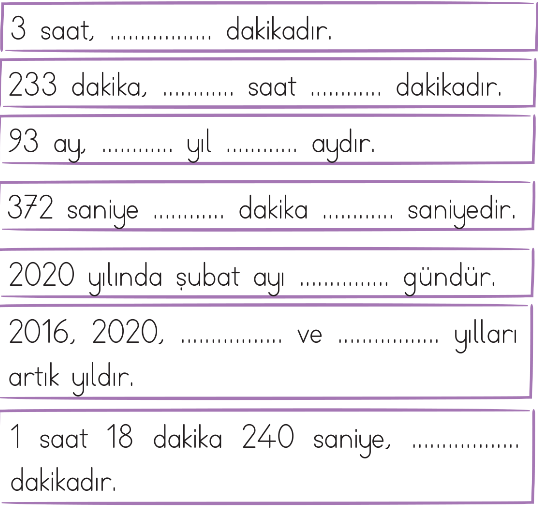 3 saat, ................. dakikadır.
233 dakika, ............ saat ............ dakikadır.
93 ay, ............ yıl ............ aydır.
372 saniye ............ dakika ............ saniyedir.
2020 yılında şubat ayı ............... gündür.
2016, 2020, ................. ve ................. yılları
artık yıldır.
1 saat 18 dakika 240 saniye, ..................
dakikadır.